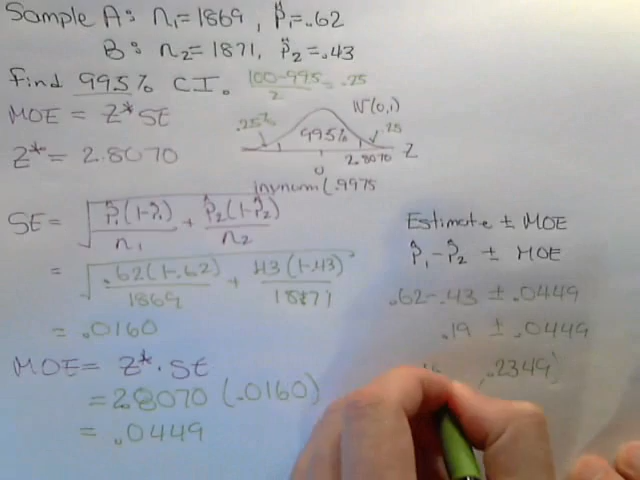 Sample A: n₁=1869, p̂₁=.62
B: n₂=1871, p̂₂=.43
Find 99.5% C.I. (100-99.5)/2 = .25
MOE = Z* SE
N(0,1)
.25% 99.5% .25
Z* = 2.8070
0 2.8070 Z
invnorm(.9975
SE = √(p̂₁(1-p̂₁)/n₁ + p̂₂(1-p̂₂)/n₂)
= √(.62(1-.62)/1869 + .43(1-.43)/1871)
= .0160
MOE = Z* · SE
= 2.8070 (.0160)
= .0449
Estimate ± MOE
p̂₁-p̂₂ ± MOE
.62-.43 ± .0449
.19 ± .0449
, .2349)